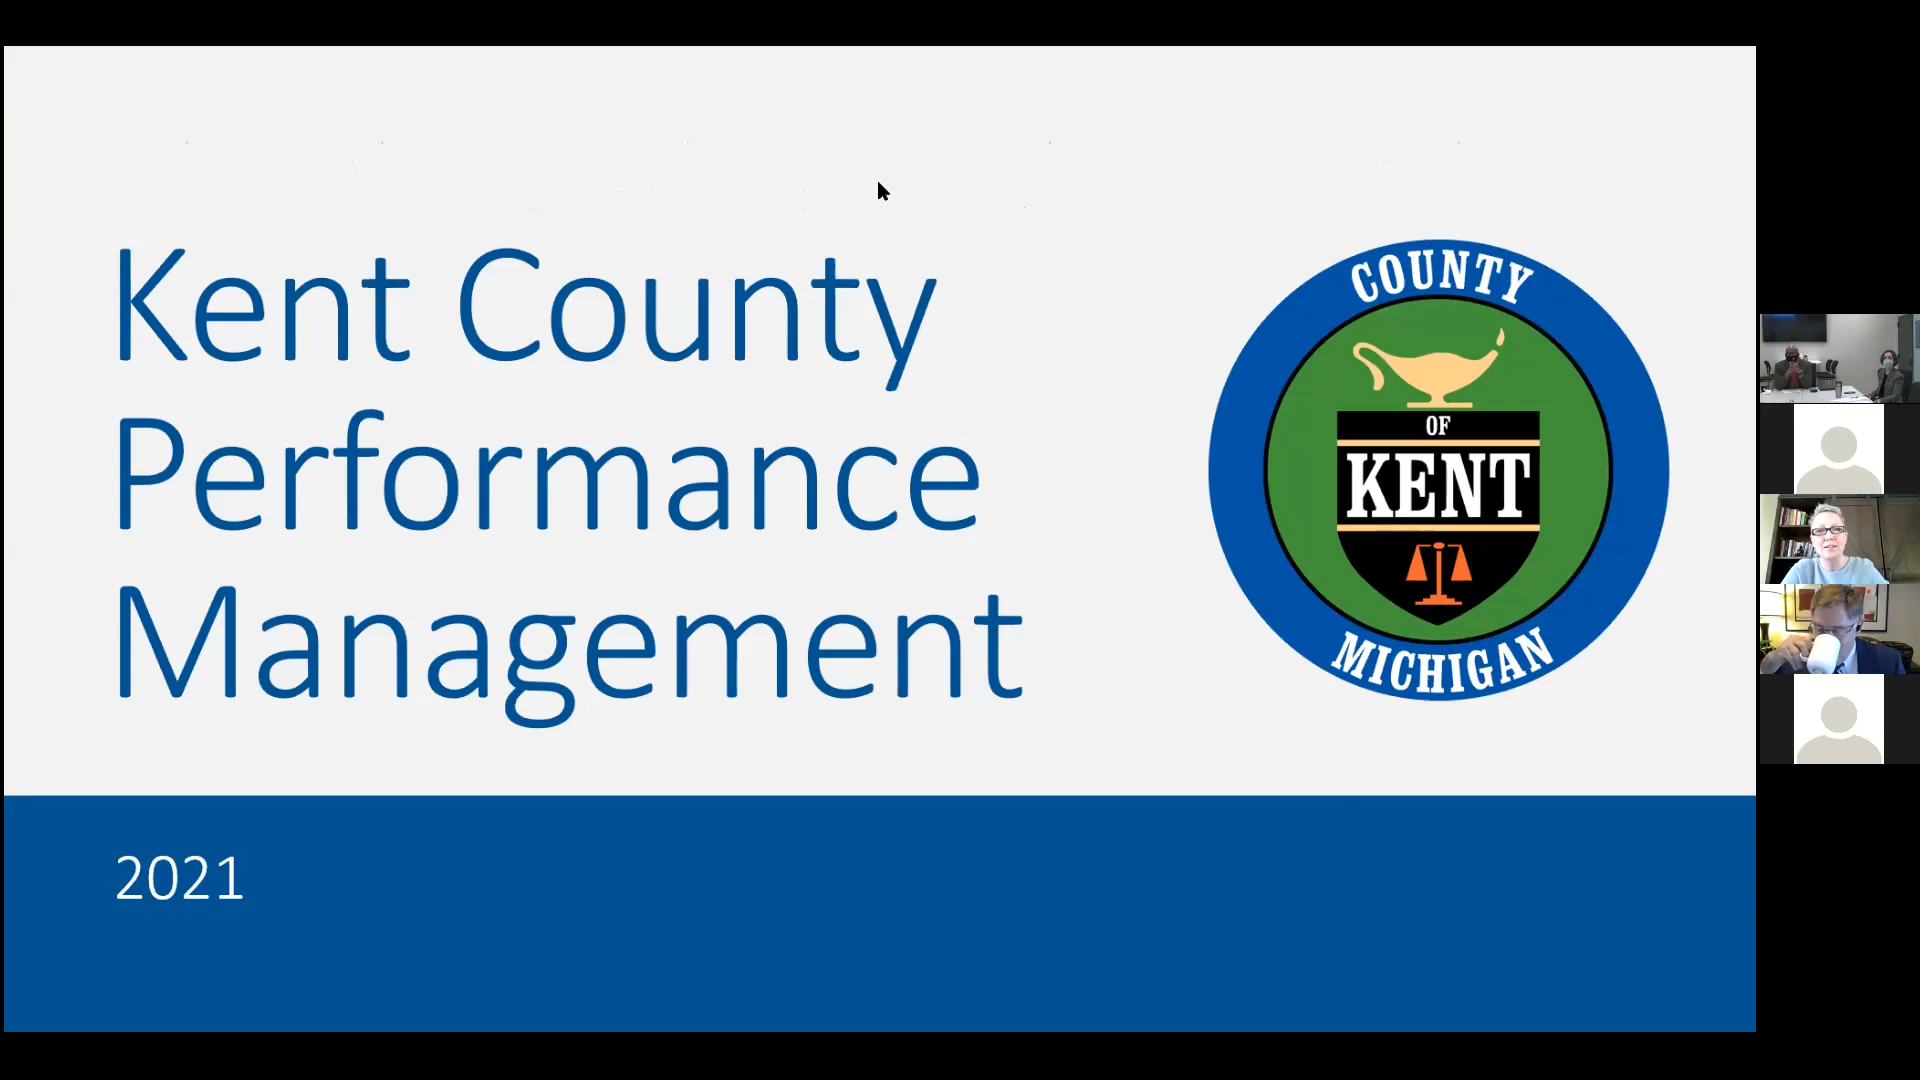 Kent County
Performance
Management
COUNTY
OF
KENT
MICHIGAN
2021